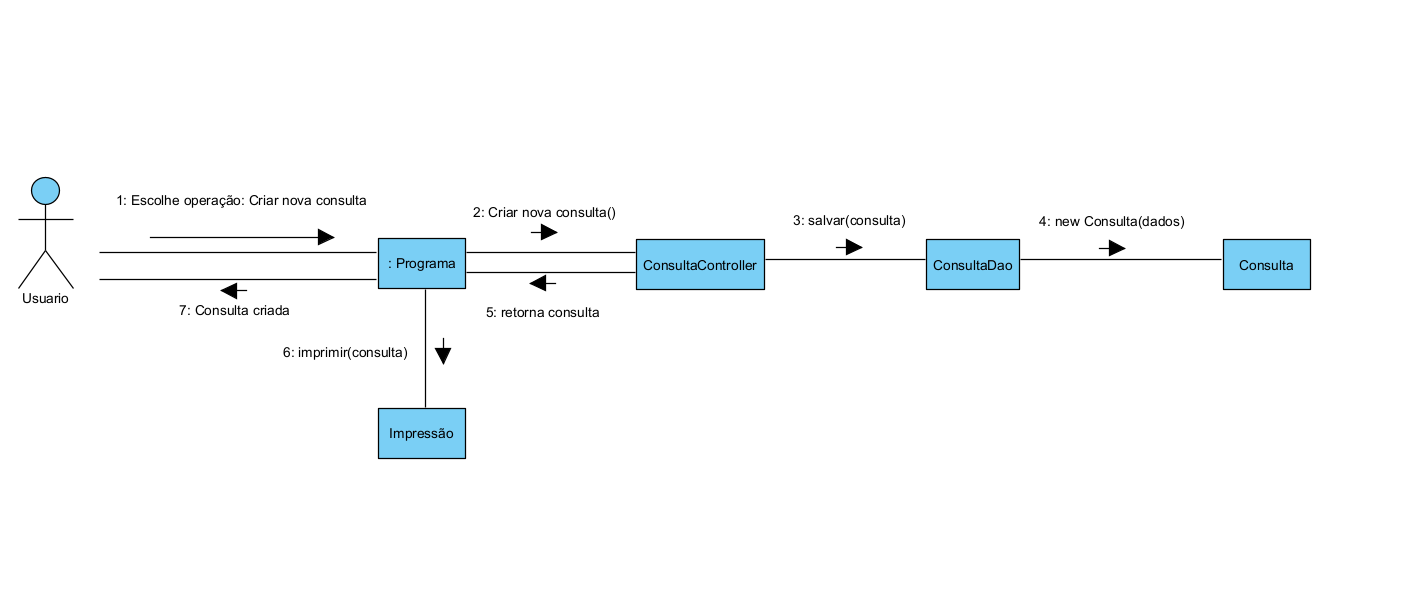 1: Escolhe operação: Criar nova consulta
2: Criar nova consulta()
3: salvar(consulta)
4: new Consulta(dados)
: Programa
ConsultaController
ConsultaDao
Consulta
Usuario
7: Consulta criada
5: retorna consulta
6: imprimir(consulta)
Impressão